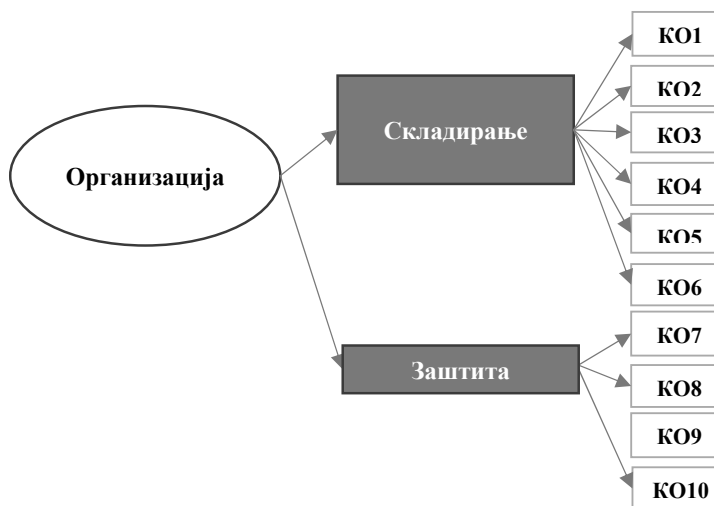 Организација
Складирање
Заштита
КО1
КО2
КО3
КО4
КО5
КО6
КО7
КО8
КО9
КО10